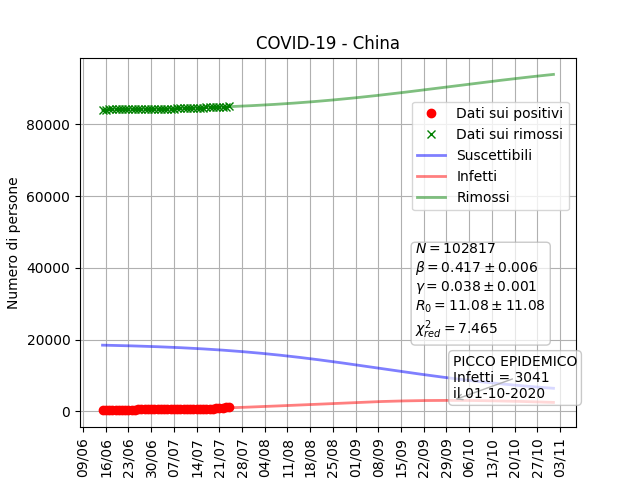 COVID-19 - China
Numero di persone
80000
60000
40000
20000
0
Dati sui positivi
Dati sui rimossi
Suscettibili
Infetti
Rimossi
N = 102817
β = 0.417 ± 0.006
γ = 0.038 ± 0.001
R₀ = 11.08 ± 11.08
χ²red = 7.465
PICCO EPIDEMICO
Infetti = 3041
il 01-10-2020
09/06
16/06
23/06
30/06
07/07
14/07
21/07
28/07
04/08
11/08
18/08
25/08
01/09
08/09
15/09
22/09
29/09
06/10
13/10
20/10
27/10
03/11